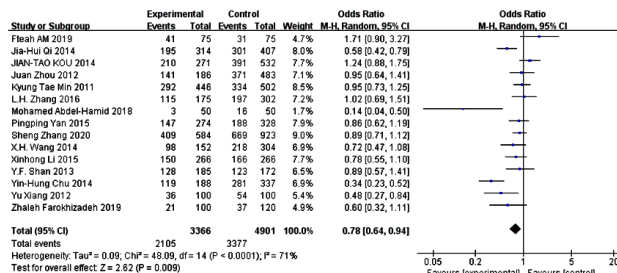 Experimental Control Odds Ratio Odds Ratio
Study or Subgroup Events Total Events Total Weight M-H, Random, 95% CI M-H, Random, 95% CI
Fteah AM 2019 41 75 31 75 4.7% 1.71 [0.90, 3.27]
Jia-Hui Qi 2014 195 314 301 407 8.2% 0.58 [0.42, 0.79]
JIAN-TAO KOU 2014 210 271 391 532 7.7% 1.24 [0.88, 1.75]
Juan Zhou 2012 141 186 371 483 7.2% 0.95 [0.64, 1.41]
Kyung Tae Min 2011 292 446 334 502 8.9% 0.95 [0.73, 1.25]
L.H. Zhang 2016 115 175 197 302 7.3% 1.02 [0.69, 1.51]
Mohamed Abdel-Hamid 2018 3 50 16 50 1.7% 0.14 [0.04, 0.50]
Pingping Yan 2015 147 274 188 328 8.0% 0.86 [0.62, 1.19]
Sheng Zhang 2020 409 584 669 923 9.5% 0.89 [0.71, 1.12]
X.H. Wang 2014 98 152 218 304 7.0% 0.72 [0.47, 1.08]
Xinhong Li 2015 150 266 166 266 7.7% 0.78 [0.55, 1.10]
Y.F. Shan 2013 128 185 123 172 6.6% 0.89 [0.57, 1.41]
Yin-Hung Chu 2014 119 188 281 337 6.9% 0.34 [0.23, 0.52]
Yu Xiang 2012 36 100 54 100 5.4% 0.48 [0.27, 0.84]
Zhaleh Farokhizadeh 2019 21 100 37 120 4.9% 0.60 [0.32, 1.11]
Total (95% CI) 3366 4901 100.0% 0.78 [0.64, 0.94]
Total events 2105 3377
Heterogeneity: Tau² = 0.09; Chi² = 48.09, df = 14 (P < 0.0001); I² = 71%
Test for overall effect: Z = 2.62 (P = 0.009)
0.05 0.2 1 5 20
Favours [experimental] Favours [control]